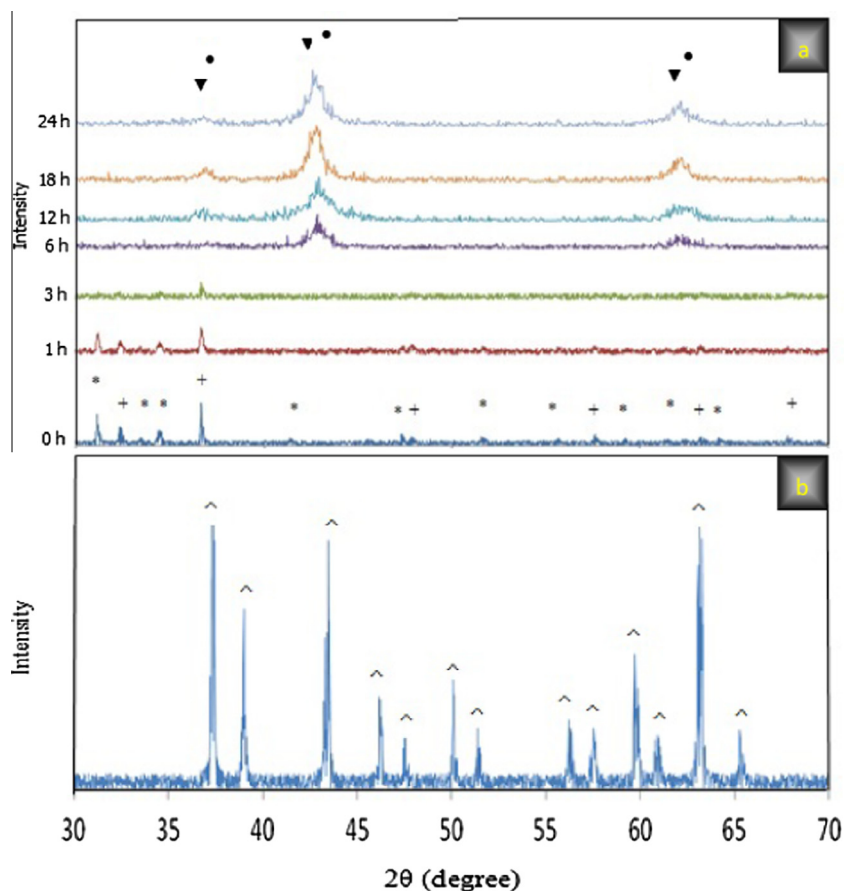 a
▼ ● ▼ ● ▼ ●
24 h
18 h
12 h
6 h
3 h
1 h
* + * * + * * + * * + * * + * +
0 h
Intensity
b
^ ^ ^ ^ ^ ^ ^ ^ ^ ^ ^ ^ ^
Intensity
30 35 40 45 50 55 60 65 70
2θ (degree)